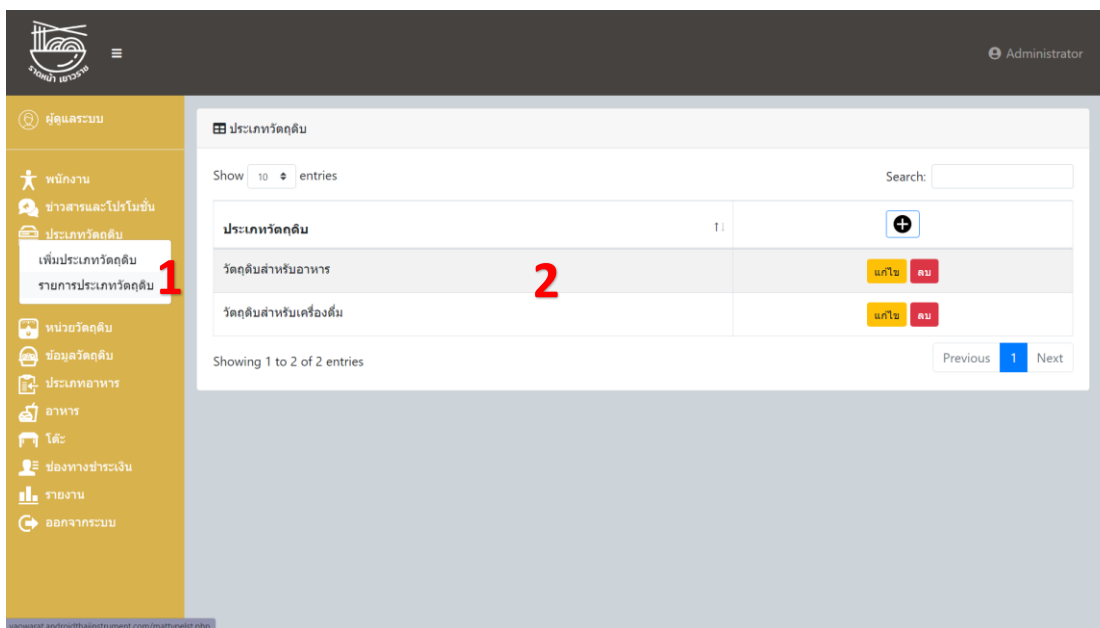 ราดหน้า เยาวราช
Administrator
ผู้ดูแลระบบ
พนักงาน
ข่าวสารและโปรโมชั่น
ประเภทวัตถุดิบ
เพิ่มประเภทวัตถุดิบ
รายการประเภทวัตถุดิบ
1
หน่วยวัตถุดิบ
ข้อมูลวัตถุดิบ
ประเภทอาหาร
อาหาร
โต๊ะ
ช่องทางชำระเงิน
รายงาน
ออกจากระบบ
ประเภทวัตถุดิบ
Show 10 entries
Search:
ประเภทวัตถุดิบ
วัตถุดิบสำหรับอาหาร
2
แก้ไข ลบ
วัตถุดิบสำหรับเครื่องดื่ม
แก้ไข ลบ
Showing 1 to 2 of 2 entries
Previous 1 Next
yaowarat.androidthaiinstrument.com/mattypelst.php